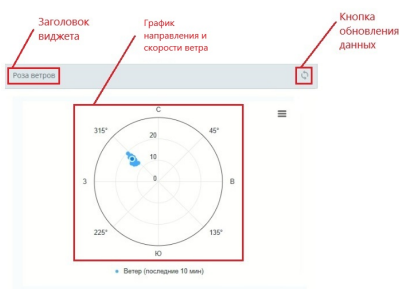 Заголовок
виджета
График
направления и
скорости ветра
Кнопка
обновления
данных
Роза ветров
С
315°
45°
20
10
0
З
В
225°
135°
Ю
Ветер (последние 10 мин)